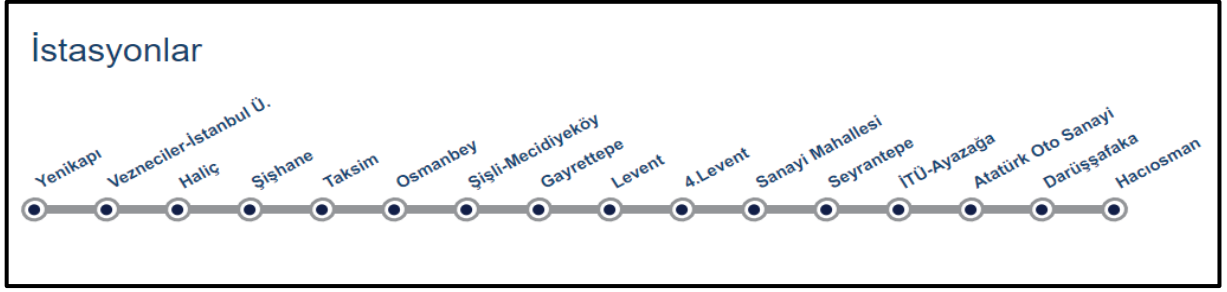 İstasyonlar
Yenikapı
Vezneciler-İstanbul Ü.
Haliç
Şişhane
Taksim
Osmanbey
Şişli-Mecidiyeköy
Gayrettepe
Levent
4.Levent
Sanayi Mahallesi
Seyrantepe
İTÜ-Ayazağa
Atatürk Oto Sanayi
Darüşşafaka
Hacıosman